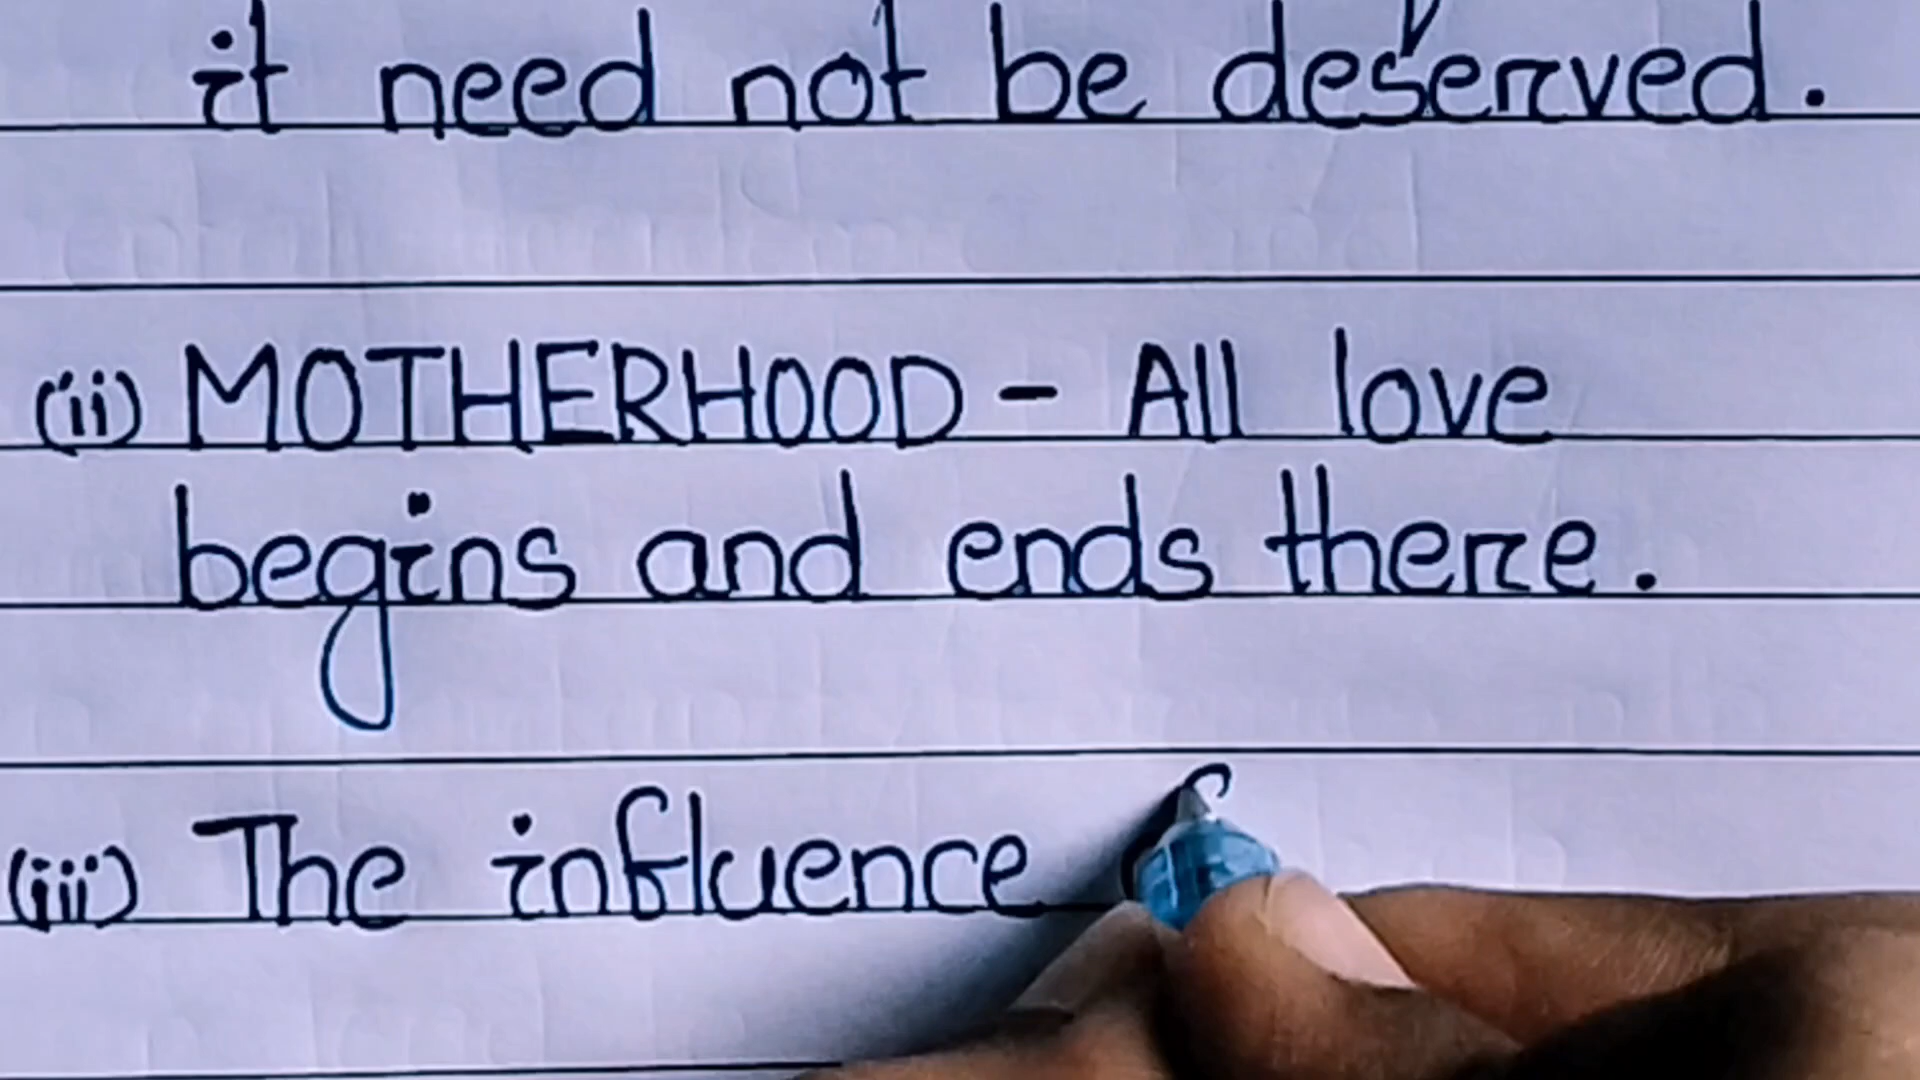 it need not be deserved.
(ii) MOTHERHOOD - All love
begins and ends there.
(iii) The influence